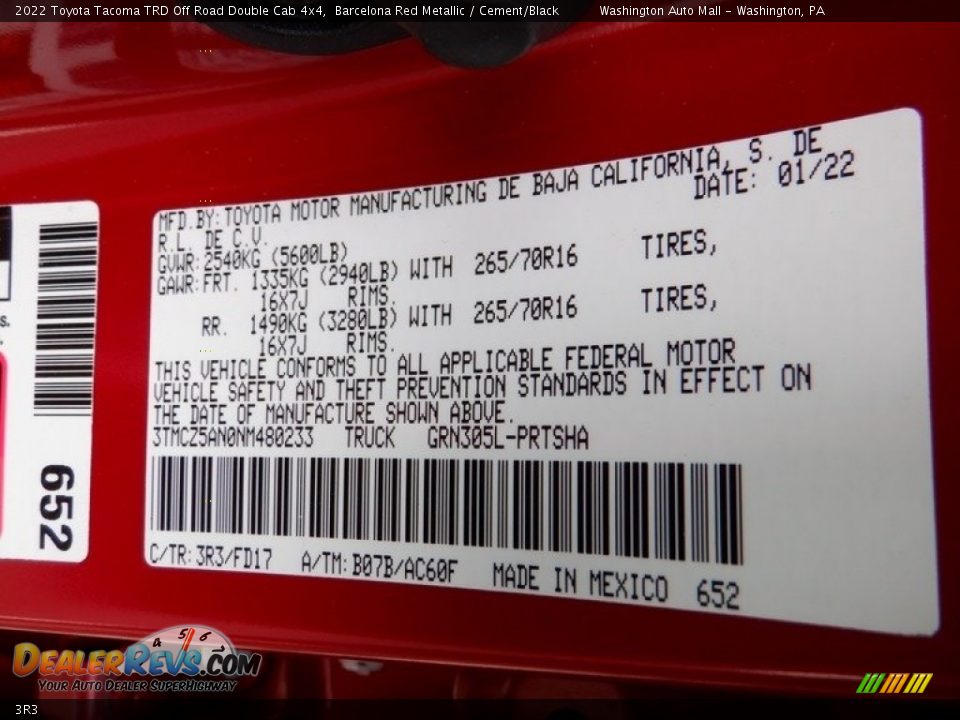 2022 Toyota Tacoma TRD Off Road Double Cab 4x4, Barcelona Red Metallic / Cement/Black Washington Auto Mall - Washington, PA
MFD.BY:TOYOTA MOTOR MANUFACTURING DE BAJA CALIFORNIA, S. DE
R.L. DE C.V. DATE: 01/22
GVWR:2540KG (5600LB)
GAWR:FRT. 1335KG (2940LB) WITH 265/70R16 TIRES,
16X7J RIMS.
RR. 1490KG (3280LB) WITH 265/70R16 TIRES,
16X7J RIMS.
THIS VEHICLE CONFORMS TO ALL APPLICABLE FEDERAL MOTOR
VEHICLE SAFETY AND THEFT PREVENTION STANDARDS IN EFFECT ON
THE DATE OF MANUFACTURE SHOWN ABOVE.
3TMCZ5AN0NM480233 TRUCK GRN305L-PRTSHA
C/TR:3R3/FD17 A/TM:B07B/AC60F MADE IN MEXICO 652
652
4 5 6
DEALERREVS.COM
Your Auto Dealer SuperHighway
3R3